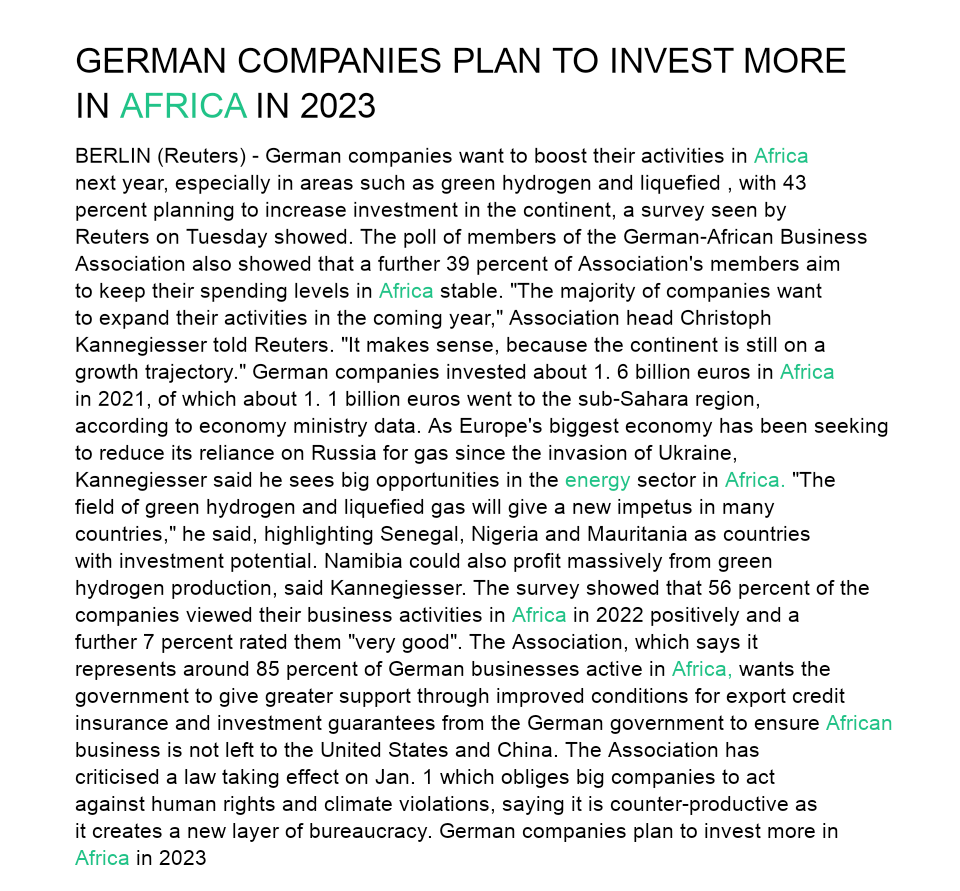 GERMAN COMPANIES PLAN TO INVEST MORE
IN AFRICA IN 2023
BERLIN (Reuters) - German companies want to boost their activities in Africa
next year, especially in areas such as green hydrogen and liquefied , with 43
percent planning to increase investment in the continent, a survey seen by
Reuters on Tuesday showed. The poll of members of the German-African Business
Association also showed that a further 39 percent of Association's members aim
to keep their spending levels in Africa stable. "The majority of companies want
to expand their activities in the coming year," Association head Christoph
Kannegiesser told Reuters. "It makes sense, because the continent is still on a
growth trajectory." German companies invested about 1. 6 billion euros in Africa
in 2021, of which about 1. 1 billion euros went to the sub-Sahara region,
according to economy ministry data. As Europe's biggest economy has been seeking
to reduce its reliance on Russia for gas since the invasion of Ukraine,
Kannegiesser said he sees big opportunities in the energy sector in Africa. "The
field of green hydrogen and liquefied gas will give a new impetus in many
countries," he said, highlighting Senegal, Nigeria and Mauritania as countries
with investment potential. Namibia could also profit massively from green
hydrogen production, said Kannegiesser. The survey showed that 56 percent of the
companies viewed their business activities in Africa in 2022 positively and a
further 7 percent rated them "very good". The Association, which says it
represents around 85 percent of German businesses active in Africa, wants the
government to give greater support through improved conditions for export credit
insurance and investment guarantees from the German government to ensure African
business is not left to the United States and China. The Association has
criticised a law taking effect on Jan. 1 which obliges big companies to act
against human rights and climate violations, saying it is counter-productive as
it creates a new layer of bureaucracy. German companies plan to invest more in
Africa in 2023